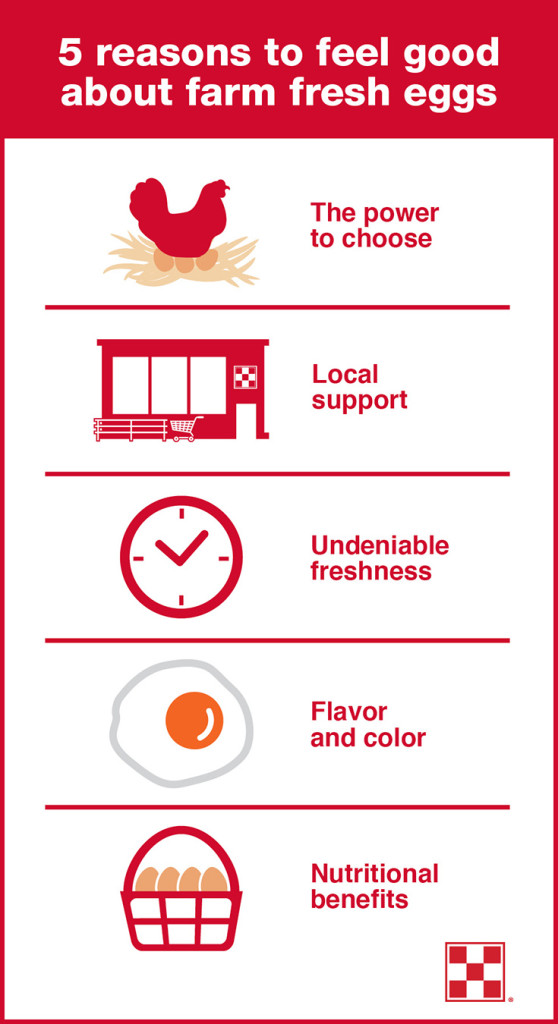 5 reasons to feel good
about farm fresh eggs
The power
to choose
Local
support
Undeniable
freshness
Flavor
and color
Nutritional
benefits
®